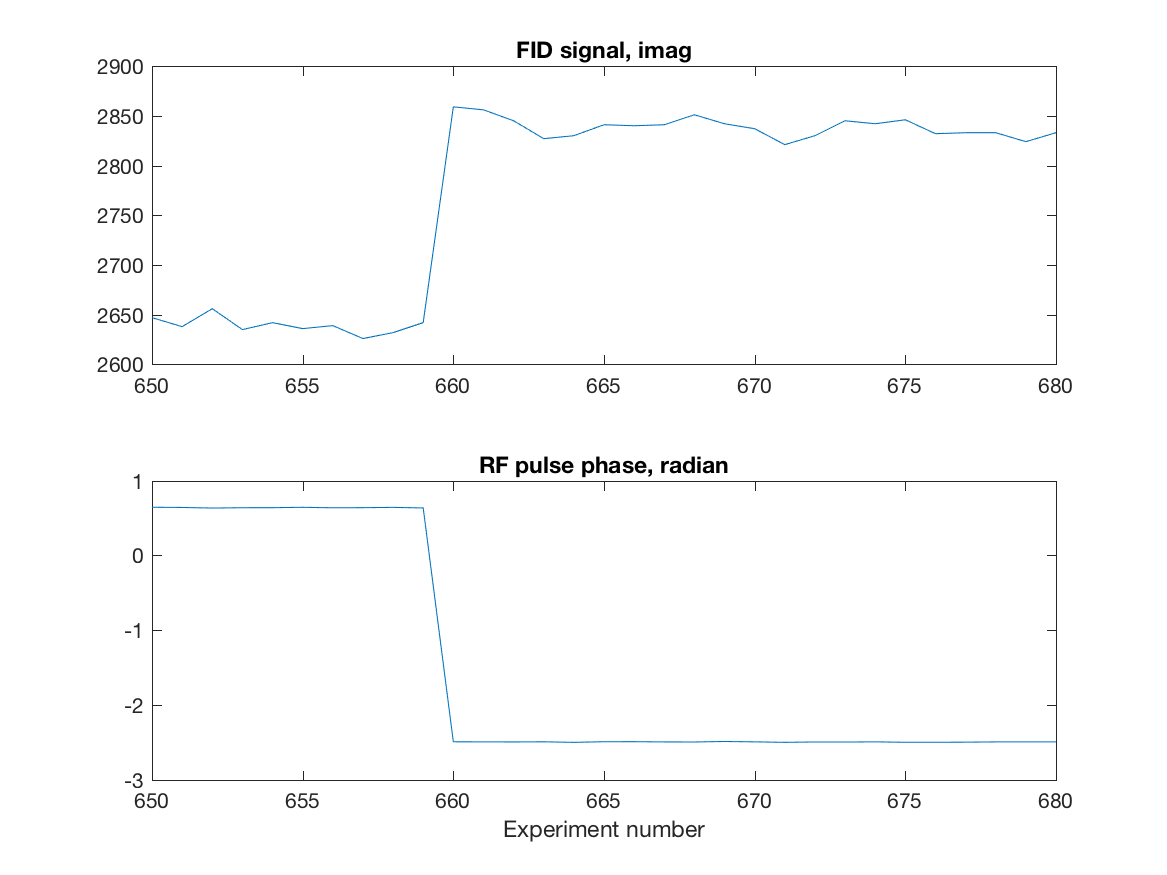 FID signal, imag
2900
2850
2800
2750
2700
2650
2600
650 655 660 665 670 675 680
RF pulse phase, radian
1
0
-1
-2
-3
650 655 660 665 670 675 680
Experiment number